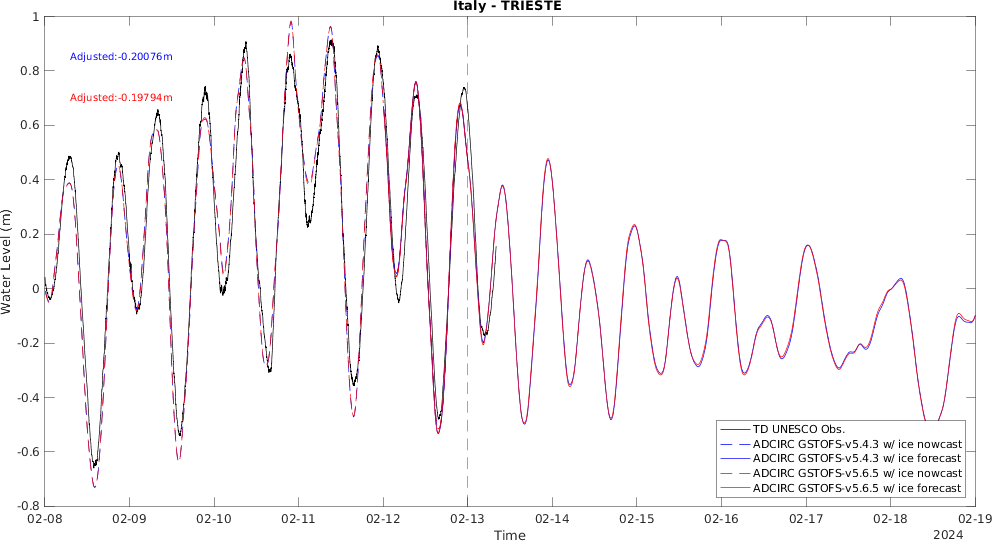 Italy - TRIESTE
Adjusted:-0.20076m
Adjusted:-0.19794m
1
0.8
0.6
0.4
0.2
0
-0.2
-0.4
-0.6
-0.8
Water Level (m)
TD UNESCO Obs.
ADCIRC GSTOFS-v5.4.3 w/ ice nowcast
ADCIRC GSTOFS-v5.4.3 w/ ice forecast
ADCIRC GSTOFS-v5.6.5 w/ ice nowcast
ADCIRC GSTOFS-v5.6.5 w/ ice forecast
02-08 02-09 02-10 02-11 02-12 02-13 02-14 02-15 02-16 02-17 02-18 02-19
Time
2024